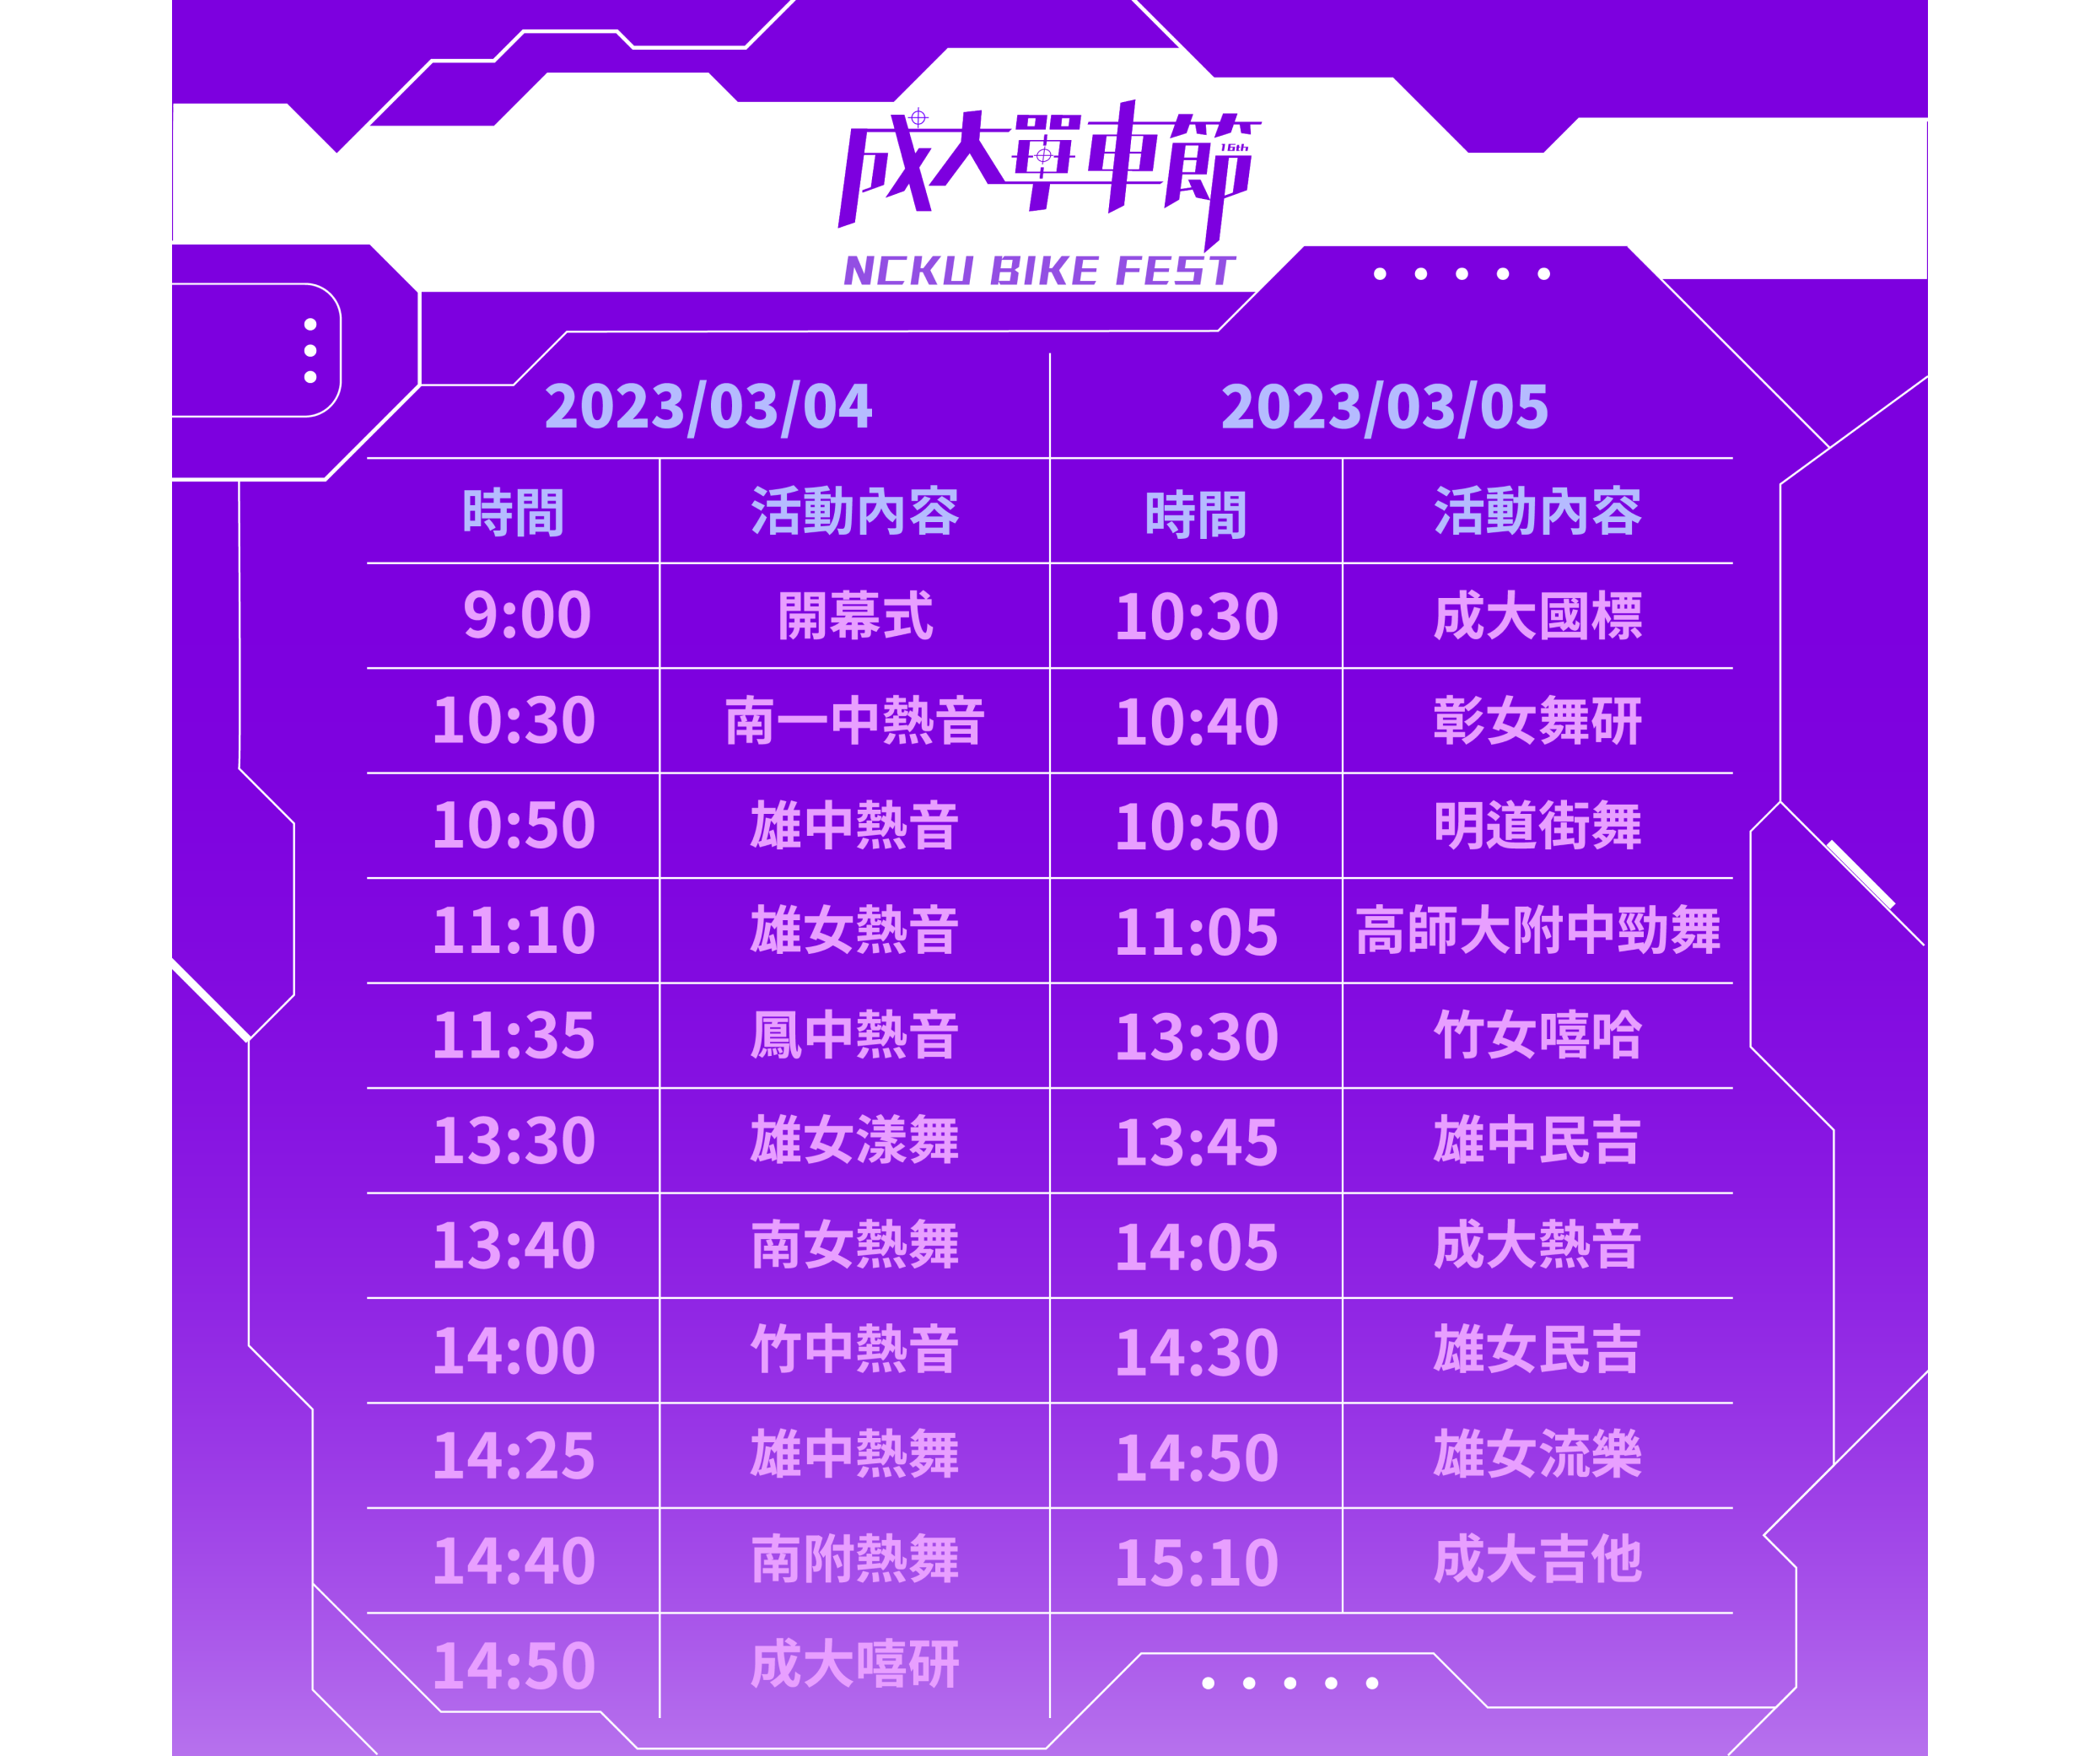 成大單車節
16th
NCKU BIKE FEST
2023/03/04 2023/03/05
時間 活動內容 時間 活動內容
9:00 開幕式 10:30 成大國標
10:30 南一中熱音 10:40 彰女舞研
10:50 雄中熱音 10:50 明道街舞
11:10 雄女熱音 11:05 高師大附中勁舞
11:35 鳳中熱音 13:30 竹女嘻哈
13:30 雄女漾舞 13:45 雄中民吉
13:40 南女熱舞 14:05 成大熱音
14:00 竹中熱音 14:30 雄女民吉
14:25 雄中熱舞 14:50 雄女流樂
14:40 南附熱舞 15:10 成大吉他
14:50 成大嘻研